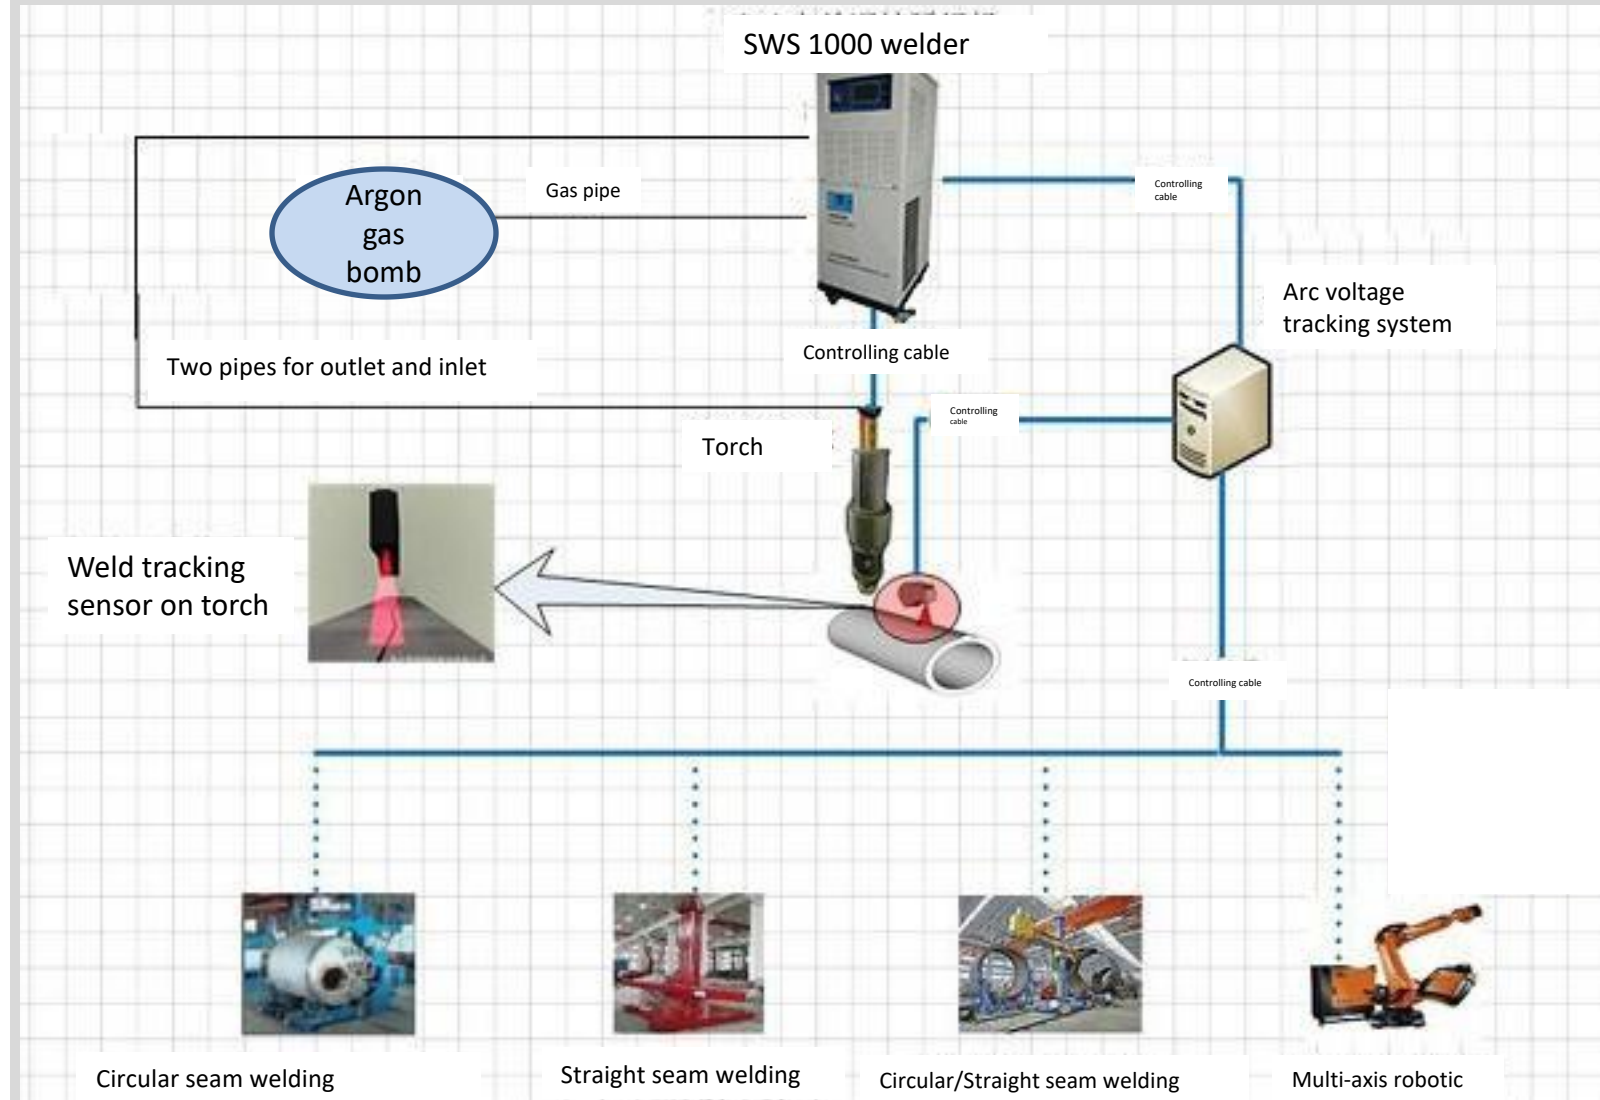 SWS 1000 welder
Argon
gas
bomb
Gas pipe
Controlling
cable
Arc voltage
tracking system
Two pipes for outlet and inlet
Controlling cable
Controlling
cable
Torch
Weld tracking
sensor on torch
Controlling cable
Circular seam welding
Straight seam welding
Circular/Straight seam welding
Multi-axis robotic